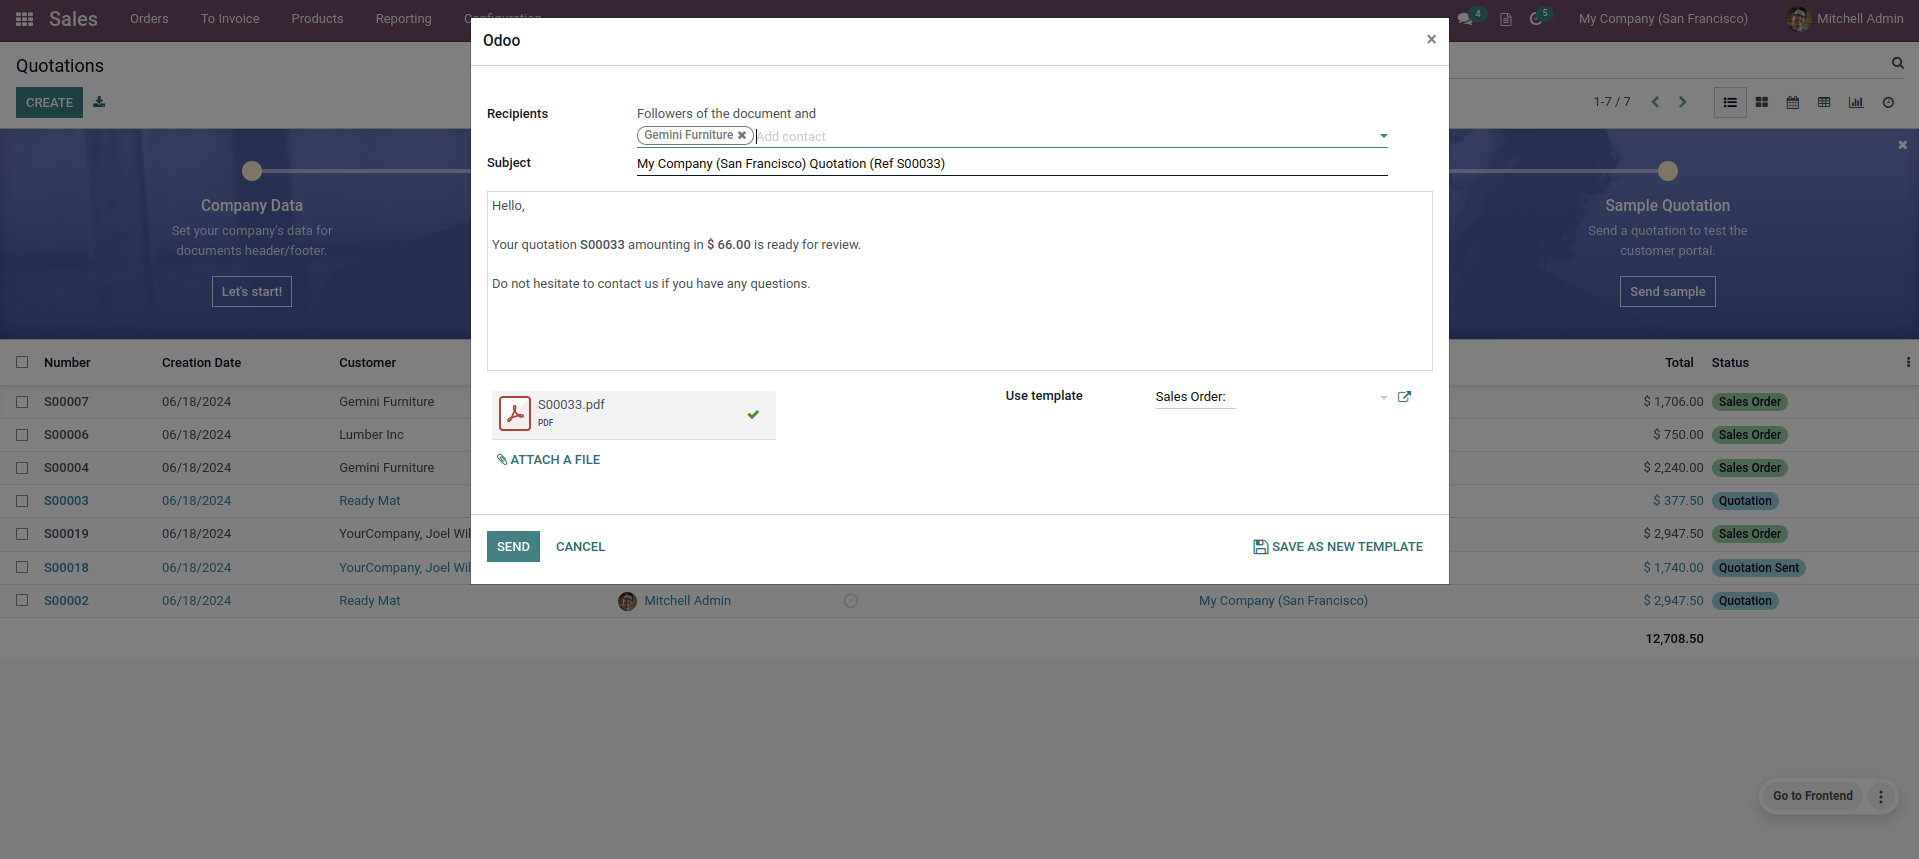 Sales Orders To Invoice Products Reporting Configuration 4 5 My Company (San Francisco) Mitchell Admin
Odoo ×
Quotations
CREATE 1-7 / 7
Recipients Followers of the document and
Gemini Furniture Add contact
Subject My Company (San Francisco) Quotation (Ref S00033)
Hello,
Your quotation S00033 amounting in $ 66.00 is ready for review.
Do not hesitate to contact us if you have any questions.
Company Data
Set your company's data for
documents header/footer.
Let's start!
Sample Quotation
Send a quotation to test the
customer portal.
Send sample
S00033.pdf
PDF
Use template Sales Order:
ATTACH A FILE
SEND CANCEL SAVE AS NEW TEMPLATE
Number Creation Date Customer Total Status
S00007 06/18/2024 Gemini Furniture $ 1,706.00 Sales Order
S00006 06/18/2024 Lumber Inc $ 750.00 Sales Order
S00004 06/18/2024 Gemini Furniture $ 2,240.00 Sales Order
S00003 06/18/2024 Ready Mat $ 377.50 Quotation
S00019 06/18/2024 YourCompany, Joel Wil $ 2,947.50 Sales Order
S00018 06/18/2024 YourCompany, Joel Wil $ 1,740.00 Quotation Sent
S00002 06/18/2024 Ready Mat Mitchell Admin My Company (San Francisco) $ 2,947.50 Quotation
12,708.50
Go to Frontend